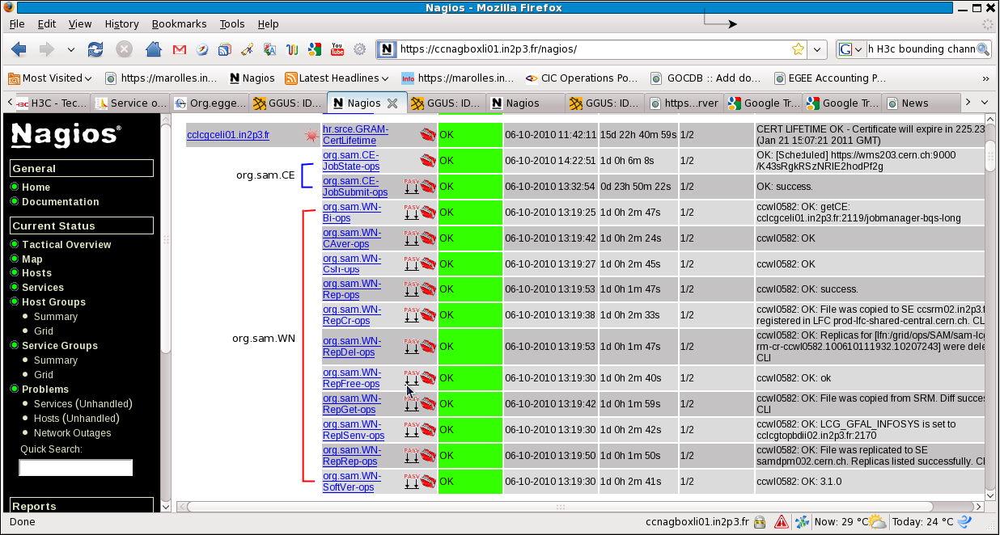 Nagios - Mozilla Firefox
File Edit View History Bookmarks Tools Help
N https://ccnagboxli01.in2p3.fr/nagios/ G h H3c bounding chann
Most Visited https://marolles.in... N Nagios Latest Headlines info https://marolles.in... CIC Operations Po... GOCDB :: Add do... EGEE Accounting P... »
H3C - Tec... Service o... Org.egge... GGUS: ID... N Nagios GGUS: ID... N Nagios GGUS: ID... https...rver Google Tr... Google Tr... News
Nagios®
General
Home
Documentation
Current Status
Tactical Overview
Map
Hosts
Services
Host Groups
Summary
Grid
Service Groups
Summary
Grid
Problems
Services (Unhandled)
Hosts (Unhandled)
Network Outages
Quick Search:
Reports
cclcgceli01.in2p3.fr
org.sam.CE
org.sam.WN
hr.srce.GRAM-
CertLifetime
OK 06-10-2010 11:42:11 15d 22h 40m 59s 1/2
CERT LIFETIME OK - Certificate will expire in 225.23
(Jan 21 15:07:21 2011 GMT)
org.sam.CE-
JobState-ops
OK 06-10-2010 14:22:51 1d 0h 6m 8s 1/2
OK: [Scheduled] https://wms203.cern.ch:9000
/K43sRgkRSzNRIE2hodPf2g
org.sam.CE-
JobSubmit-ops
PASV OK 06-10-2010 13:32:54 0d 23h 50m 22s 1/2 OK: success.
org.sam.WN-
Bi-ops
PASV OK 06-10-2010 13:19:25 1d 0h 2m 47s 1/2
ccwl0582: OK: getCE:
cclcgceli01.in2p3.fr:2119/jobmanager-bqs-long
org.sam.WN-
CAver-ops
PASV OK 06-10-2010 13:19:42 1d 0h 2m 24s 1/2 ccwl0582: OK
org.sam.WN-
Csh-ops
PASV OK 06-10-2010 13:19:27 1d 0h 2m 45s 1/2 ccwl0582: OK
org.sam.WN-
Rep-ops
PASV OK 06-10-2010 13:19:53 1d 0h 1m 47s 1/2 ccwl0582: OK: success.
org.sam.WN-
RepCr-ops
PASV OK 06-10-2010 13:19:38 1d 0h 2m 33s 1/2
ccwl0582: OK: File was copied to SE ccsrm02.in2p3.f
registered in LFC prod-lfc-shared-central.cern.ch. CL
org.sam.WN-
RepDel-ops
PASV OK 06-10-2010 13:19:53 1d 0h 1m 47s 1/2
ccwl0582: OK: Replicas for [lfn:/grid/ops/SAM/sam-lcg
rm-cr-ccwl0582.100610111932.10207243] were dele
CLI
org.sam.WN-
RepFree-ops
PASV OK 06-10-2010 13:19:30 1d 0h 2m 40s 1/2 ccwl0582: OK: ok
org.sam.WN-
RepGet-ops
PASV OK 06-10-2010 13:19:42 1d 0h 1m 59s 1/2
ccwl0582: OK: File was copied from SRM. Diff succes
CLI
org.sam.WN-
ReplSenv-ops
PASV OK 06-10-2010 13:19:30 1d 0h 2m 42s 1/2
ccwl0582: OK: LCG_GFAL_INFOSYS is set to
cclcgtopbdii02.in2p3.fr:2170
org.sam.WN-
RepRep-ops
PASV OK 06-10-2010 13:19:50 1d 0h 1m 50s 1/2
ccwl0582: OK: File was replicated to SE
samdpm002.cern.ch. Replicas listed successfully. Cl
org.sam.WN-
SoftVer-ops
PASV OK 06-10-2010 13:19:30 1d 0h 2m 41s 1/2 ccwl0582: OK: 3.1.0
Done ccnagboxli01.in2p3.fr Now: 29 °C Today: 24 °C